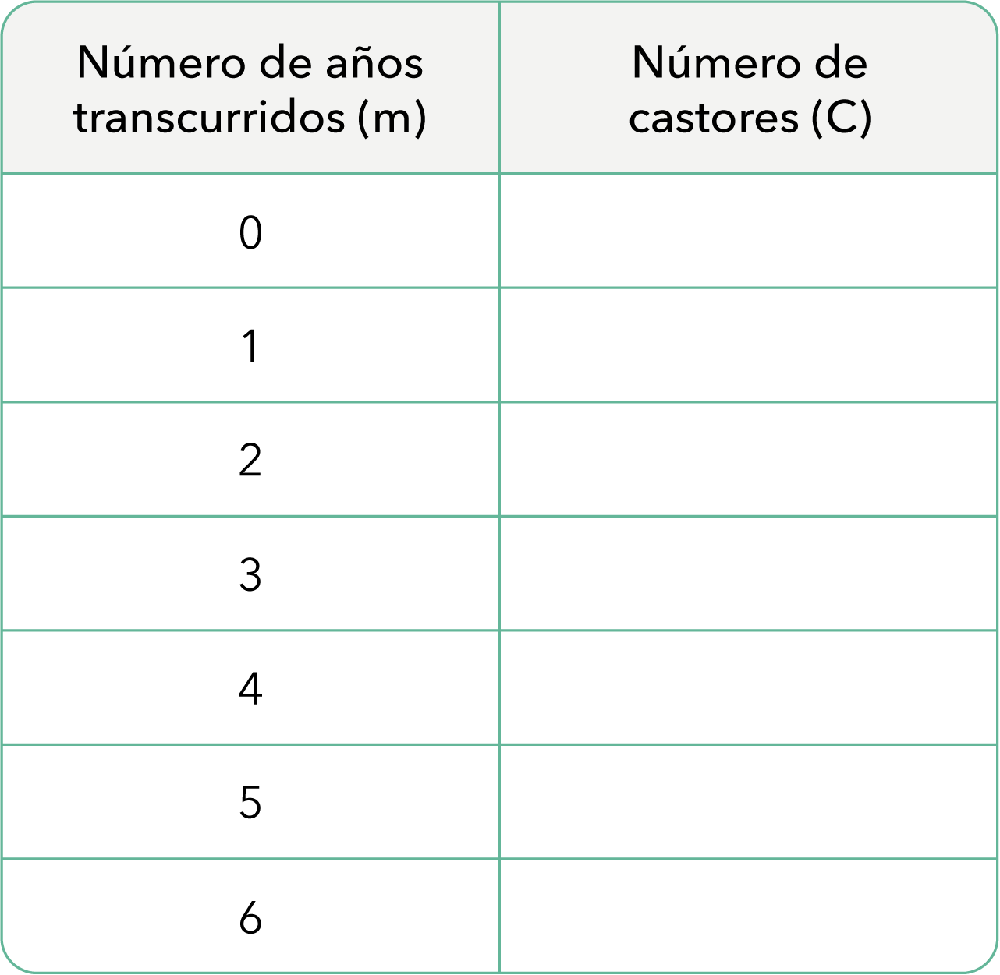 Número de años
transcurridos (m)
Número de
castores (C)
0
1
2
3
4
5
6